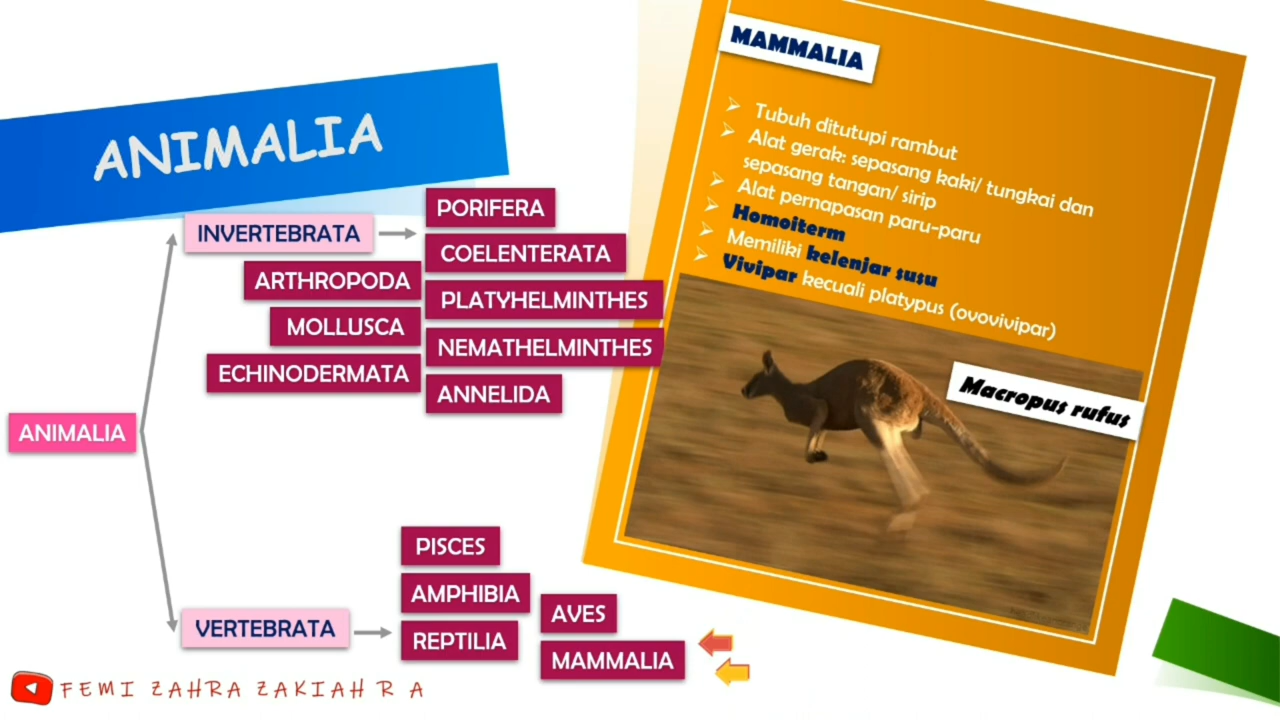 ANIMALIA
INVERTEBRATA
PORIFERA
COELENTERATA
PLATYHELMINTHES
NEMATHELMINTHES
ANNELIDA
ARTHROPODA
MOLLUSCA
ECHINODERMATA
ANIMALIA
VERTEBRATA
PISCES
AMPHIBIA
REPTILIA
AVES
MAMMALIA
MAMMALIA
Tubuh ditutupi rambut
Alat gerak: sepasang kaki/ tungkai dan
sepasang tangan/ sirip
Alat pernapasan paru-paru
Homoiterm
Memiliki kelenjar susu
Vivipar kecuali platypus (ovovivipar)
Macropus rufus
FEMI ZAHRA ZAKIAH R A